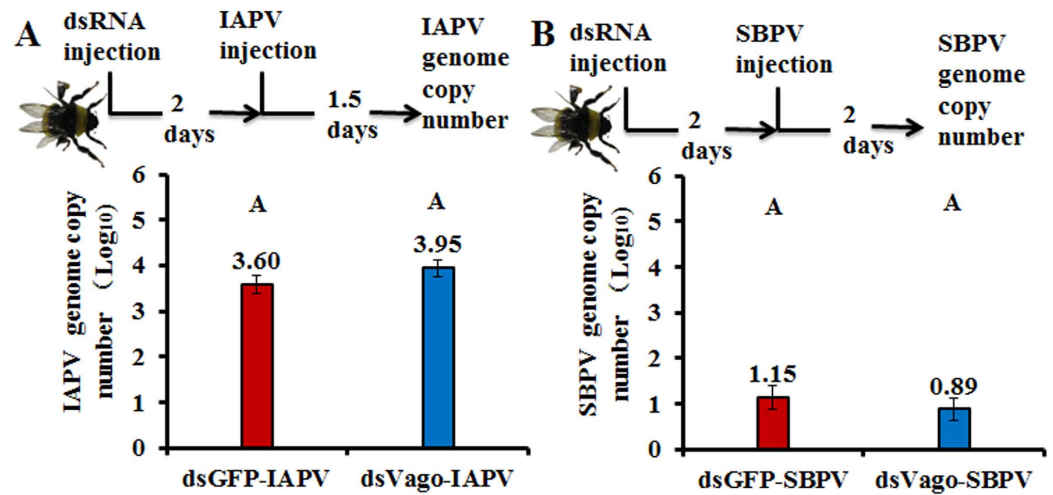 A
dsRNA
injection
IAPV
injection
IAPV
genome
copy
number
2
days
1.5
days
IAPV genome copy
number (Log10)
6
5
4
3
2
1
0
A
A
3.60
3.95
dsGFP-IAPV
dsVago-IAPV
B
dsRNA
injection
SBPV
injection
SBPV
genome
copy
number
2
days
2
days
SBPV genome copy
number (Log10)
6
5
4
3
2
1
0
A
A
1.15
0.89
dsGFP-SBPV
dsVago-SBPV